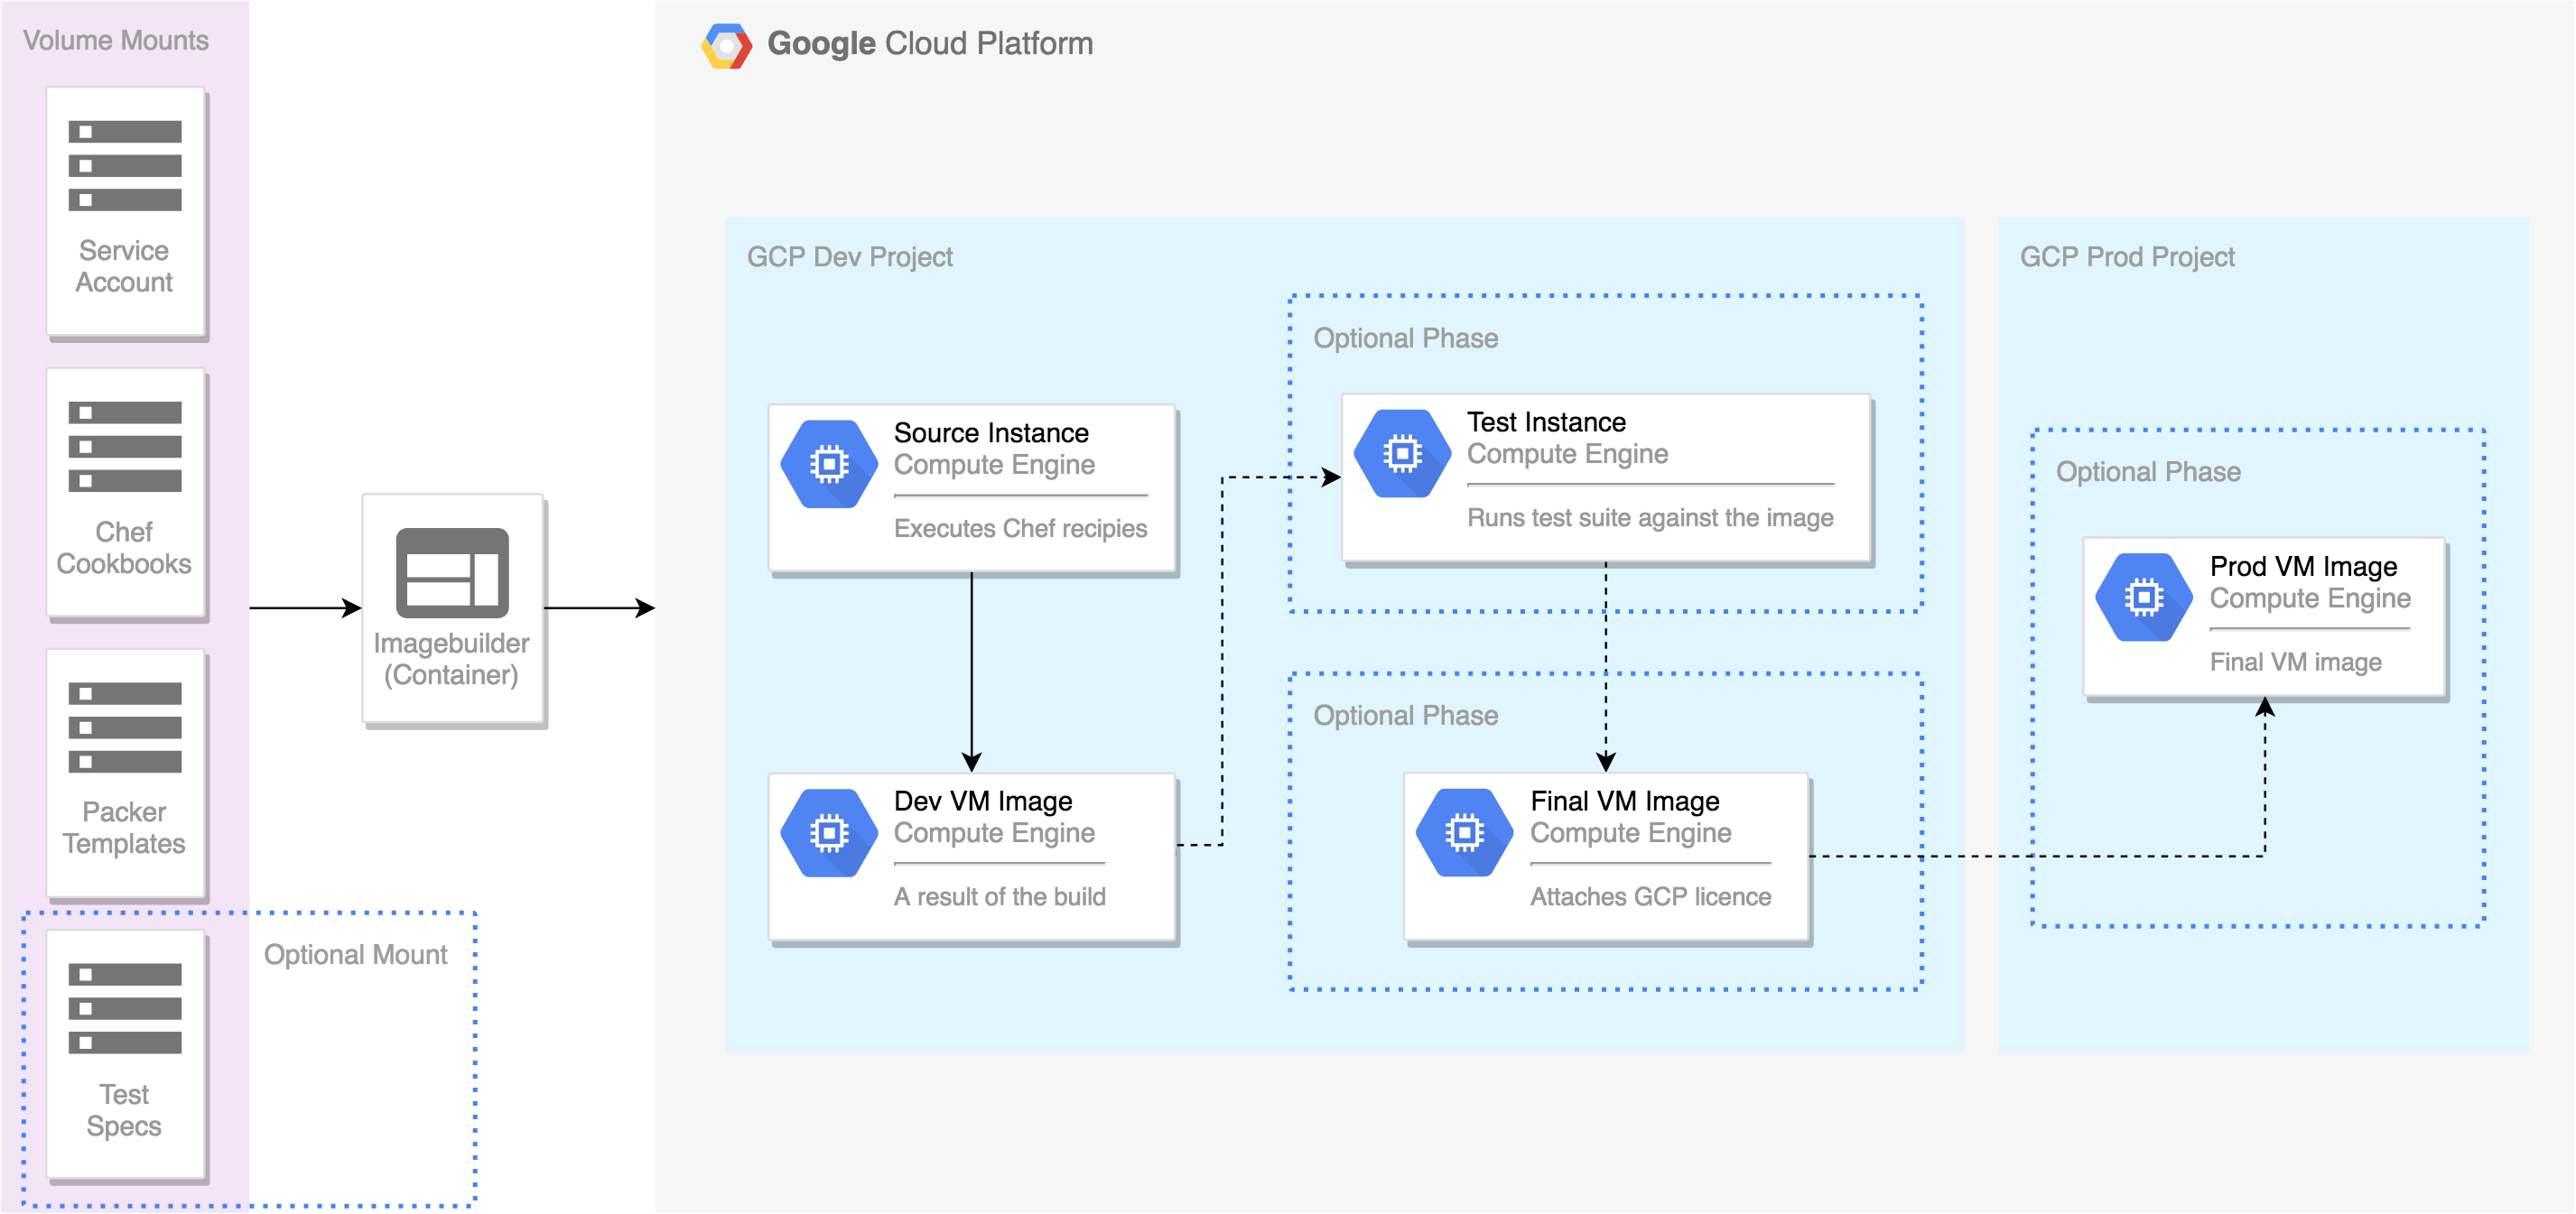 Volume Mounts
Service
Account
Chef
Cookbooks
Packer
Templates
Optional Mount
Test
Specs
Imagebuilder
(Container)
Google Cloud Platform
GCP Dev Project
Source Instance
Compute Engine
Executes Chef recipies
Dev VM Image
Compute Engine
A result of the build
Optional Phase
Test Instance
Compute Engine
Runs test suite against the image
Optional Phase
Final VM Image
Compute Engine
Attaches GCP licence
GCP Prod Project
Optional Phase
Prod VM Image
Compute Engine
Final VM image